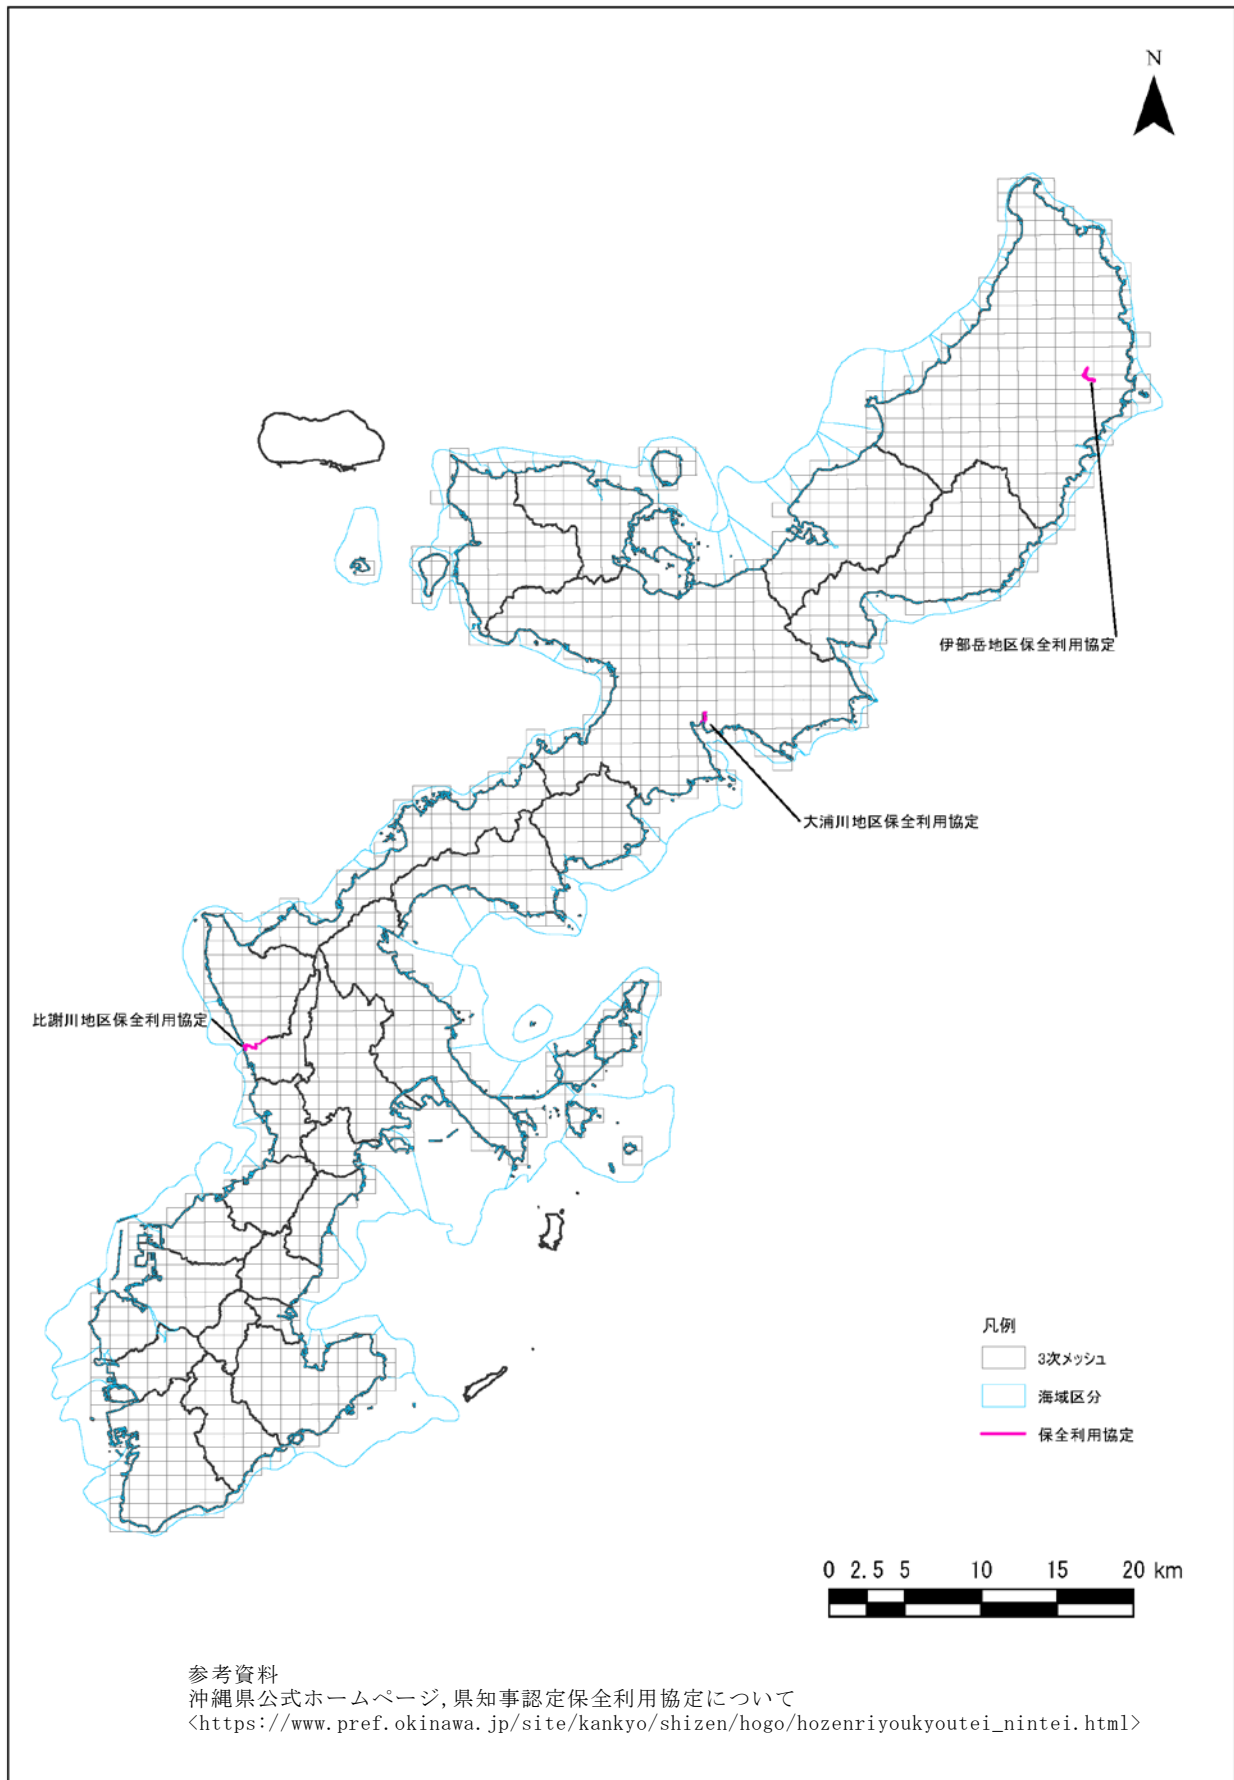 N
伊部岳地区保全利用協定
大浦川地区保全利用協定
比謝川地区保全利用協定
凡例
3次メッシュ
海域区分
保全利用協定
0 2.5 5 10 15 20 km
参考資料
沖縄県公式ホームページ,県知事認定保全利用協定について
<https://www.pref.okinawa.jp/site/kankyo/shizen/hogo/hozenriyoukyoutei_nintei.html>